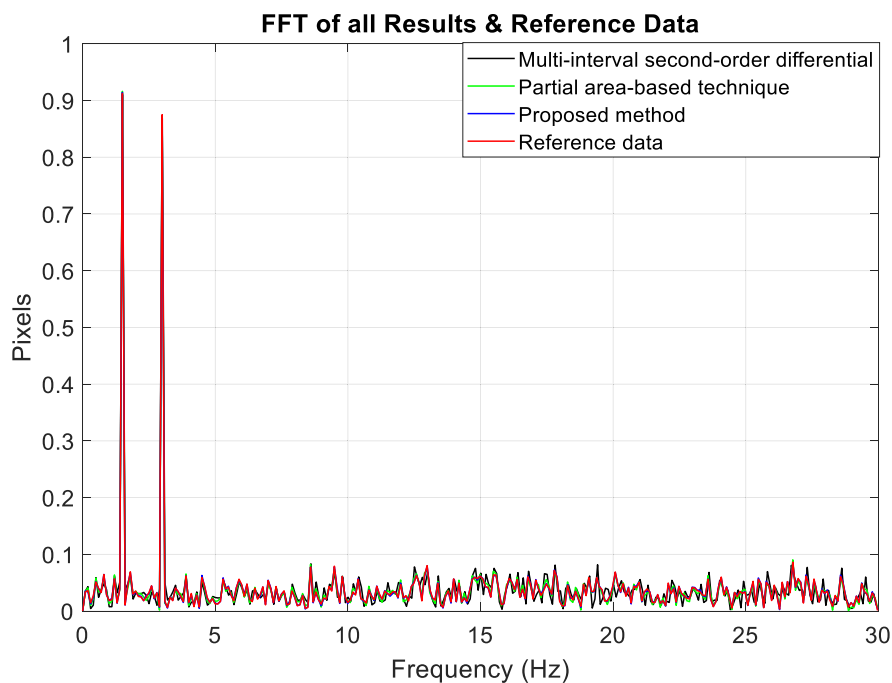 FFT of all Results & Reference Data
Multi-interval second-order differential
Partial area-based technique
Proposed method
Reference data
Pixels
1
0.9
0.8
0.7
0.6
0.5
0.4
0.3
0.2
0.1
0
0 5 10 15 20 25 30
Frequency (Hz)